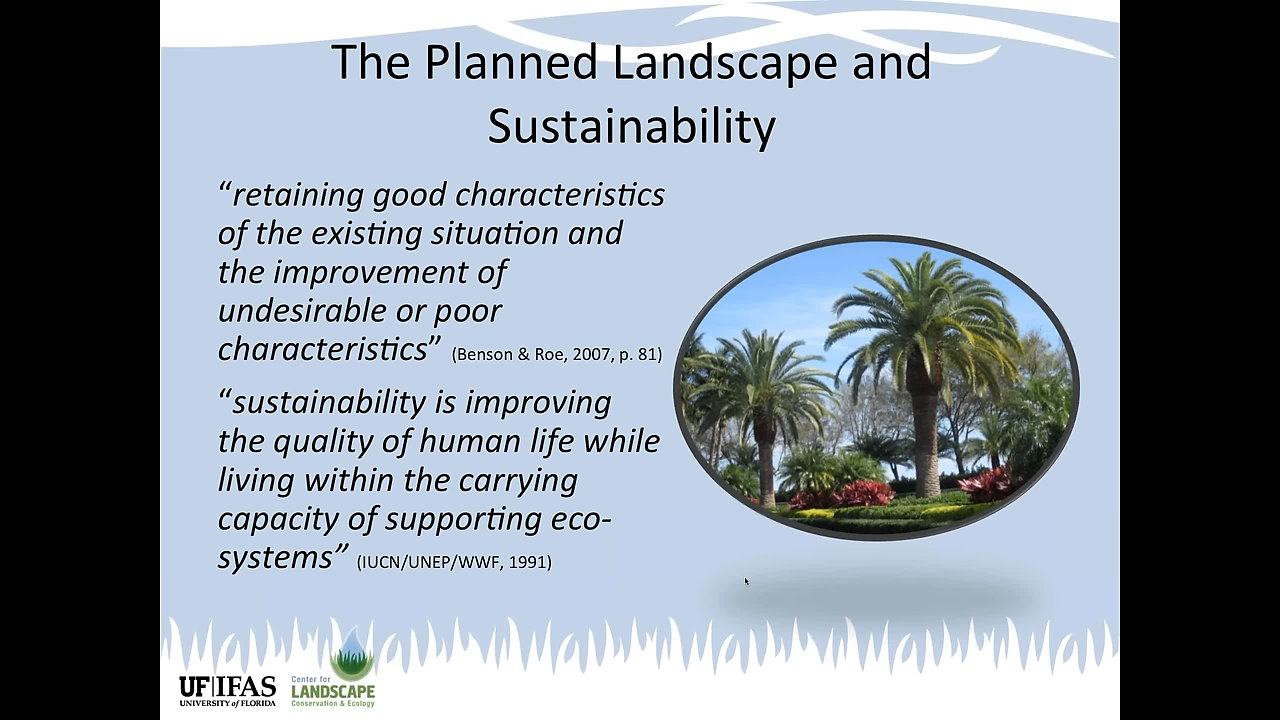 The Planned Landscape and
Sustainability
“retaining good characteristics
of the existing situation and
the improvement of
undesirable or poor
characteristics” (Benson & Roe, 2007, p. 81)
“sustainability is improving
the quality of human life while
living within the carrying
capacity of supporting eco-
systems” (IUCN/UNEP/WWF, 1991)
UF|IFAS
UNIVERSITY of FLORIDA
Center for
LANDSCAPE
Conservation & Ecology